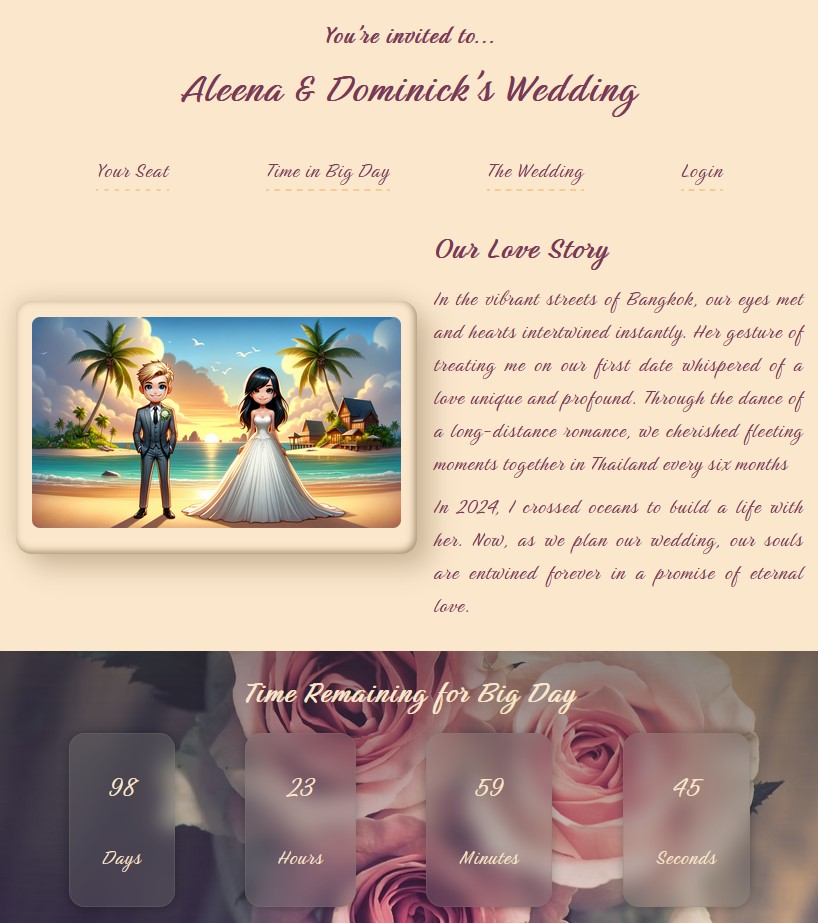 You're invited to...
Aleena & Dominick's Wedding
Your Seat
Time in Big Day
The Wedding
Login
Our Love Story
In the vibrant streets of Bangkok, our eyes met
and hearts intertwined instantly. Her gesture of
treating me on our first date whispered of a
love unique and profound. Through the dance of
a long-distance romance, we cherished fleeting
moments together in Thailand every six months
In 2024, I crossed oceans to build a life with
her. Now, as we plan our wedding, our souls
are entwined forever in a promise of eternal
love.
Time Remaining for Big Day
98
23
59
45
Days
Hours
Minutes
Seconds